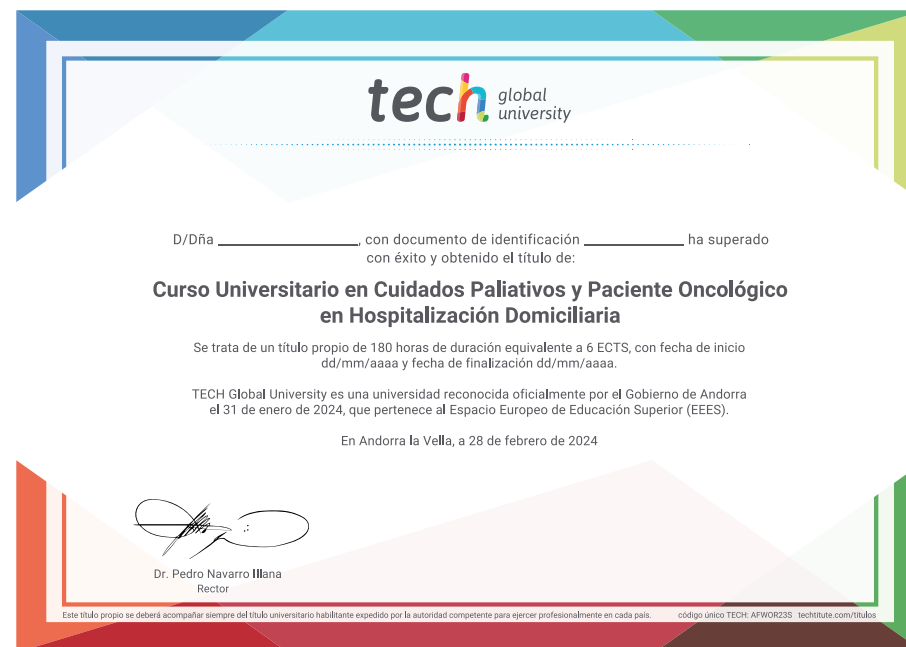 tech global university
D/Dña ____________________, con documento de identificación ______________ ha superado
con éxito y obtenido el título de:
Curso Universitario en Cuidados Paliativos y Paciente Oncológico
en Hospitalización Domiciliaria
Se trata de un título propio de 180 horas de duración equivalente a 6 ECTS, con fecha de inicio
dd/mm/aaaa y fecha de finalización dd/mm/aaaa.
TECH Global University es una universidad reconocida oficialmente por el Gobierno de Andorra
el 31 de enero de 2024, que pertenece al Espacio Europeo de Educación Superior (EEES).
En Andorra la Vella, a 28 de febrero de 2024
Dr. Pedro Navarro Illana
Rector
Este título propio se deberá acompañar siempre del título universitario habilitante expedido por la autoridad competente para ejercer profesionalmente en cada país. código único TECH: AFWOR23S techtitute.com/titulos